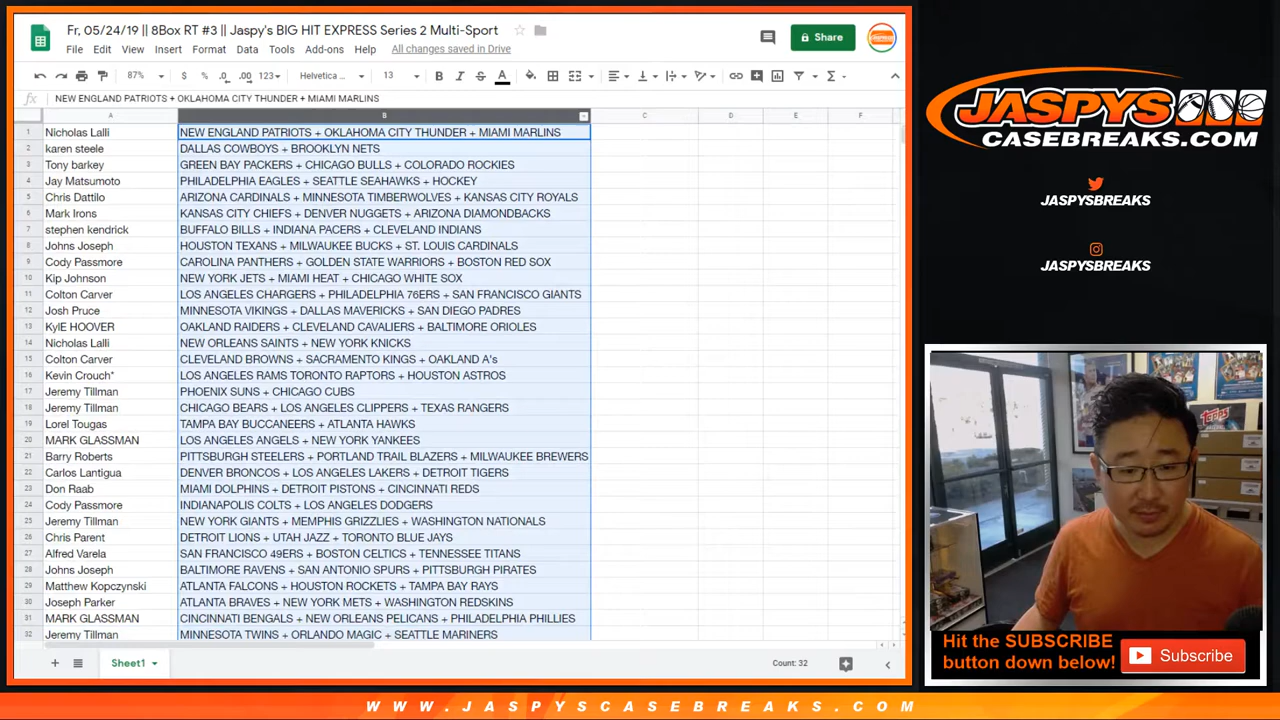 Fr, 05/24/19 || 8Box RT #3 || Jaspy's BIG HIT EXPRESS Series 2 Multi-Sport
File Edit View Insert Format Data Tools Add-ons Help All changes saved in Drive
Share
87% $ % .0 .00 123 Helvetica ... 13 B I S A
fx NEW ENGLAND PATRIOTS + OKLAHOMA CITY THUNDER + MIAMI MARLINS
A B C D E F
1 Nicholas Lalli NEW ENGLAND PATRIOTS + OKLAHOMA CITY THUNDER + MIAMI MARLINS
2 karen steele DALLAS COWBOYS + BROOKLYN NETS
3 Tony barkey GREEN BAY PACKERS + CHICAGO BULLS + COLORADO ROCKIES
4 Jay Matsumoto PHILADELPHIA EAGLES + SEATTLE SEAHAWKS + HOCKEY
5 Chris Dattilo ARIZONA CARDINALS + MINNESOTA TIMBERWOLVES + KANSAS CITY ROYALS
6 Mark Irons KANSAS CITY CHIEFS + DENVER NUGGETS + ARIZONA DIAMONDBACKS
7 stephen kendrick BUFFALO BILLS + INDIANA PACERS + CLEVELAND INDIANS
8 Johns Joseph HOUSTON TEXANS + MILWAUKEE BUCKS + ST. LOUIS CARDINALS
9 Cody Passmore CAROLINA PANTHERS + GOLDEN STATE WARRIORS + BOSTON RED SOX
10 Kip Johnson NEW YORK JETS + MIAMI HEAT + CHICAGO WHITE SOX
11 Colton Carver LOS ANGELES CHARGERS + PHILADELPHIA 76ERS + SAN FRANCISCO GIANTS
12 Josh Pruce MINNESOTA VIKINGS + DALLAS MAVERICKS + SAN DIEGO PADRES
13 KylE HOOVER OAKLAND RAIDERS + CLEVELAND CAVALIERS + BALTIMORE ORIOLES
14 Nicholas Lalli NEW ORLEANS SAINTS + NEW YORK KNICKS
15 Colton Carver CLEVELAND BROWNS + SACRAMENTO KINGS + OAKLAND A's
16 Kevin Crouch* LOS ANGELES RAMS TORONTO RAPTORS + HOUSTON ASTROS
17 Jeremy Tillman PHOENIX SUNS + CHICAGO CUBS
18 Jeremy Tillman CHICAGO BEARS + LOS ANGELES CLIPPERS + TEXAS RANGERS
19 Lorel Tougas TAMPA BAY BUCCANEERS + ATLANTA HAWKS
20 MARK GLASSMAN LOS ANGELES ANGELS + NEW YORK YANKEES
21 Barry Roberts PITTSBURGH STEELERS + PORTLAND TRAIL BLAZERS + MILWAUKEE BREWERS
22 Carlos Lantigua DENVER BRONCOS + LOS ANGELES LAKERS + DETROIT TIGERS
23 Don Raab MIAMI DOLPHINS + DETROIT PISTONS + CINCINNATI REDS
24 Cody Passmore INDIANAPOLIS COLTS + LOS ANGELES DODGERS
25 Jeremy Tillman NEW YORK GIANTS + MEMPHIS GRIZZLIES + WASHINGTON NATIONALS
26 Chris Parent DETROIT LIONS + UTAH JAZZ + TORONTO BLUE JAYS
27 Alfred Varela SAN FRANCISCO 49ERS + BOSTON CELTICS + TENNESSEE TITANS
28 Johns Joseph BALTIMORE RAVENS + SAN ANTONIO SPURS + PITTSBURGH PIRATES
29 Matthew Kopczynski ATLANTA FALCONS + HOUSTON ROCKETS + TAMPA BAY RAYS
30 Joseph Parker ATLANTA BRAVES + NEW YORK METS + WASHINGTON REDSKINS
31 MARK GLASSMAN CINCINNATI BENGALS + NEW ORLEANS PELICANS + PHILADELPHIA PHILLIES
32 Jeremy Tillman MINNESOTA TWINS + ORLANDO MAGIC + SEATTLE MARINERS
Sheet1
Count: 32
JASPYS
CASEBREAKS.COM
JASPYSBREAKS
JASPYSBREAKS
TOPPS
Hit the SUBSCRIBE
button down below!
Subscribe
WWW.JASPYSCASEBREAKS.COM